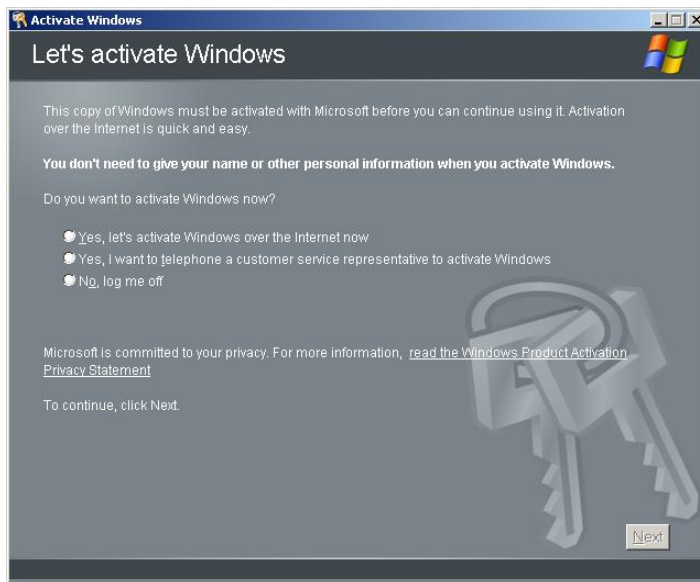 Activate Windows
Let's activate Windows
This copy of Windows must be activated with Microsoft before you can continue using it. Activation
over the Internet is quick and easy.
You don't need to give your name or other personal information when you activate Windows.
Do you want to activate Windows now?
Yes, let's activate Windows over the Internet now
Yes, I want to telephone a customer service representative to activate Windows
No, log me off
Microsoft is committed to your privacy. For more information, read the Windows Product Activation
Privacy Statement
To continue, click Next.
Next